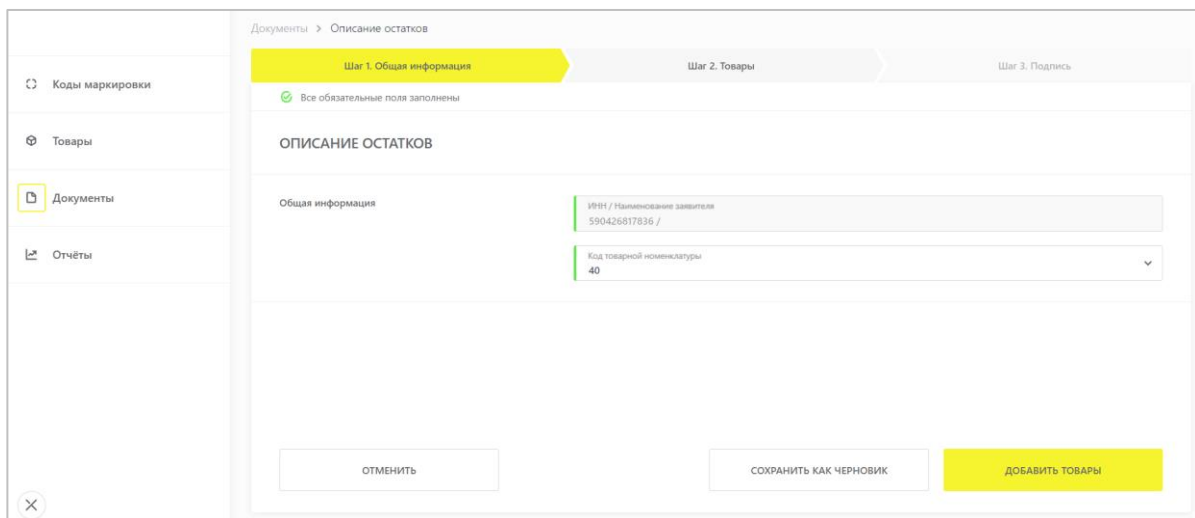 Документы > Описание остатков
Шаг 1. Общая информация
Шаг 2. Товары
Шаг 3. Подпись
Коды маркировки
Товары
Документы
Отчёты
Все обязательные поля заполнены
ОПИСАНИЕ ОСТАТКОВ
Общая информация
ИНН / Наименование заявителя
590426817836 /
Код товарной номенклатуры
40
ОТМЕНИТЬ
СОХРАНИТЬ КАК ЧЕРНОВИК
ДОБАВИТЬ ТОВАРЫ